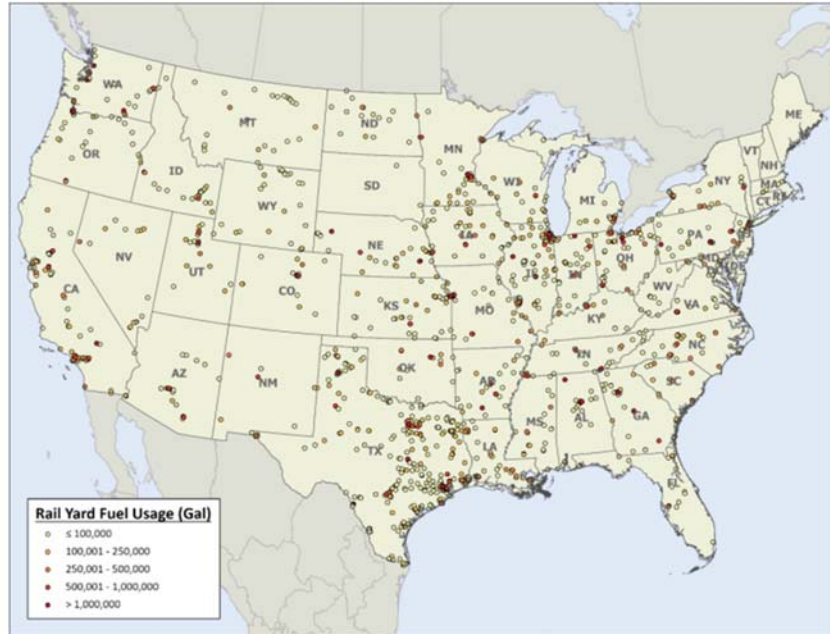 WA
ME
MT
ND
VT
MN
OR
NH
ID
WI
NY
MA
SD
MI
CT
RI
WY
IA
PA
NE
OH
NV
IL
IN
MD
UT
CO
WV
CA
KS
MO
VA
KY
NC
TN
OK
AZ
NM
AR
SC
MS
AL
GA
TX
LA
FL
Rail Yard Fuel Usage (Gal)
≤ 100,000
100,001 - 250,000
250,001 - 500,000
500,001 - 1,000,000
> 1,000,000